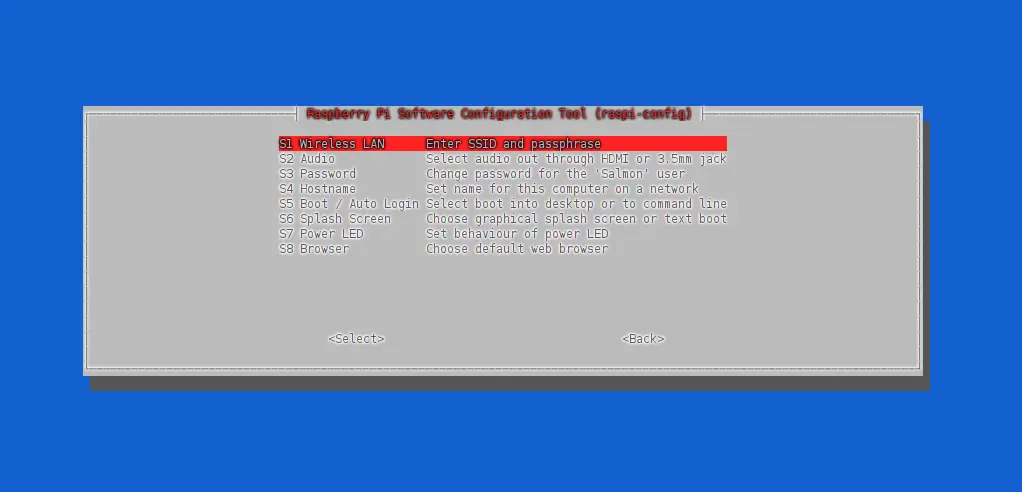 Raspberry Pi Software Configuration Tool (raspi-config)
S1 Wireless LAN Enter SSID and passphrase
S2 Audio Select audio out through HDMI or 3.5mm jack
S3 Password Change password for the 'Salmon' user
S4 Hostname Set name for this computer on a network
S5 Boot / Auto Login Select boot into desktop or to command line
S6 Splash Screen Choose graphical splash screen or text boot
S7 Power LED Set behaviour of power LED
S8 Browser Choose default web browser
<Select> <Back>